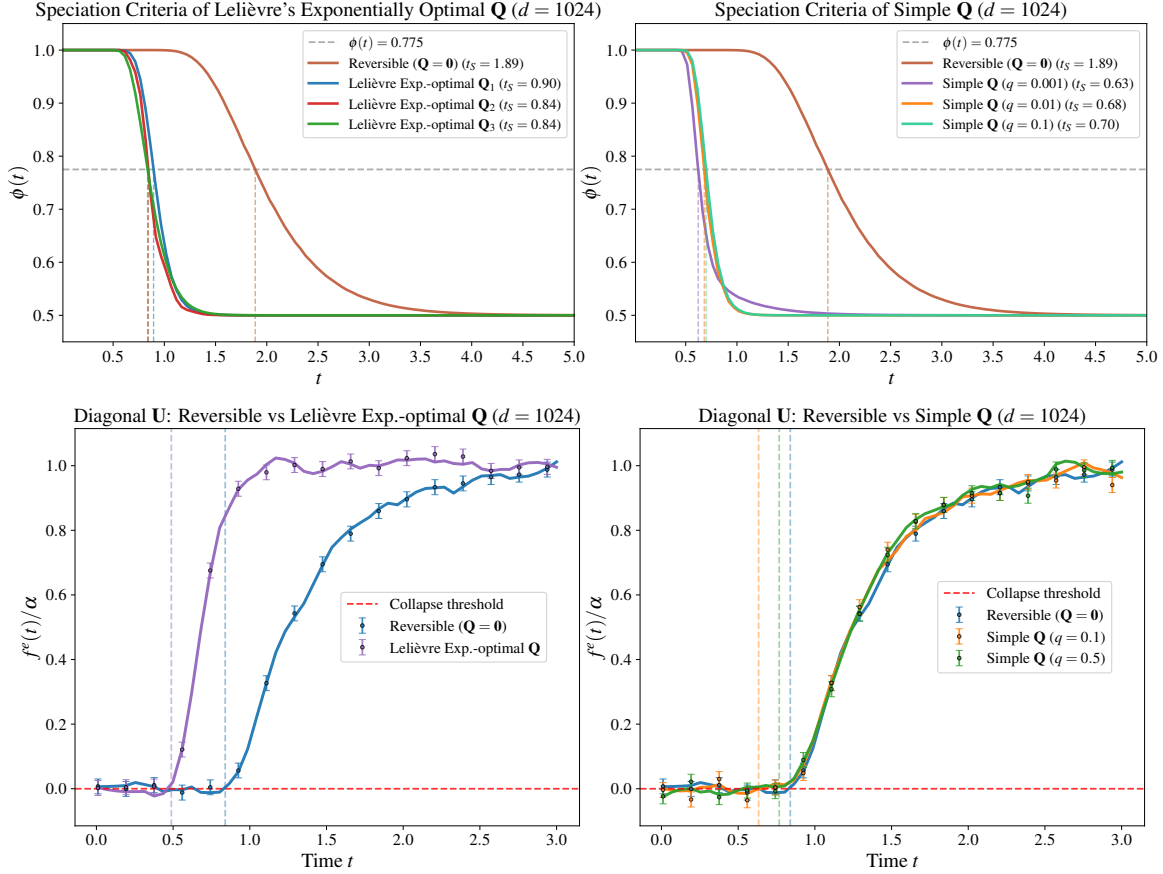 Speciation Criteria of Lelièvre's Exponentially Optimal Q (d = 1024)
ϕ(t) = 0.775
Reversible (Q = 0) (t_S = 1.89)
Lelièvre Exp.-optimal Q₁ (t_S = 0.90)
Lelièvre Exp.-optimal Q₂ (t_S = 0.84)
Lelièvre Exp.-optimal Q₃ (t_S = 0.84)
1.0
0.9
0.8
0.7
0.6
0.5
ϕ(t)
0.5 1.0 1.5 2.0 2.5 3.0 3.5 4.0 4.5 5.0
t
Speciation Criteria of Simple Q (d = 1024)
ϕ(t) = 0.775
Reversible (Q = 0) (t_S = 1.89)
Simple Q (q = 0.001) (t_S = 0.63)
Simple Q (q = 0.01) (t_S = 0.68)
Simple Q (q = 0.1) (t_S = 0.70)
1.0
0.9
0.8
0.7
0.6
0.5
ϕ(t)
0.5 1.0 1.5 2.0 2.5 3.0 3.5 4.0 4.5 5.0
t
Diagonal U: Reversible vs Lelièvre Exp.-optimal Q (d = 1024)
1.0
0.8
0.6
0.4
0.2
0.0
f^e(t)/α
Collapse threshold
Reversible (Q = 0)
Lelièvre Exp.-optimal Q
0.0 0.5 1.0 1.5 2.0 2.5 3.0
Time t
Diagonal U: Reversible vs Simple Q (d = 1024)
1.0
0.8
0.6
0.4
0.2
0.0
f^e(t)/α
Collapse threshold
Reversible (Q = 0)
Simple Q (q = 0.1)
Simple Q (q = 0.5)
0.0 0.5 1.0 1.5 2.0 2.5 3.0
Time t